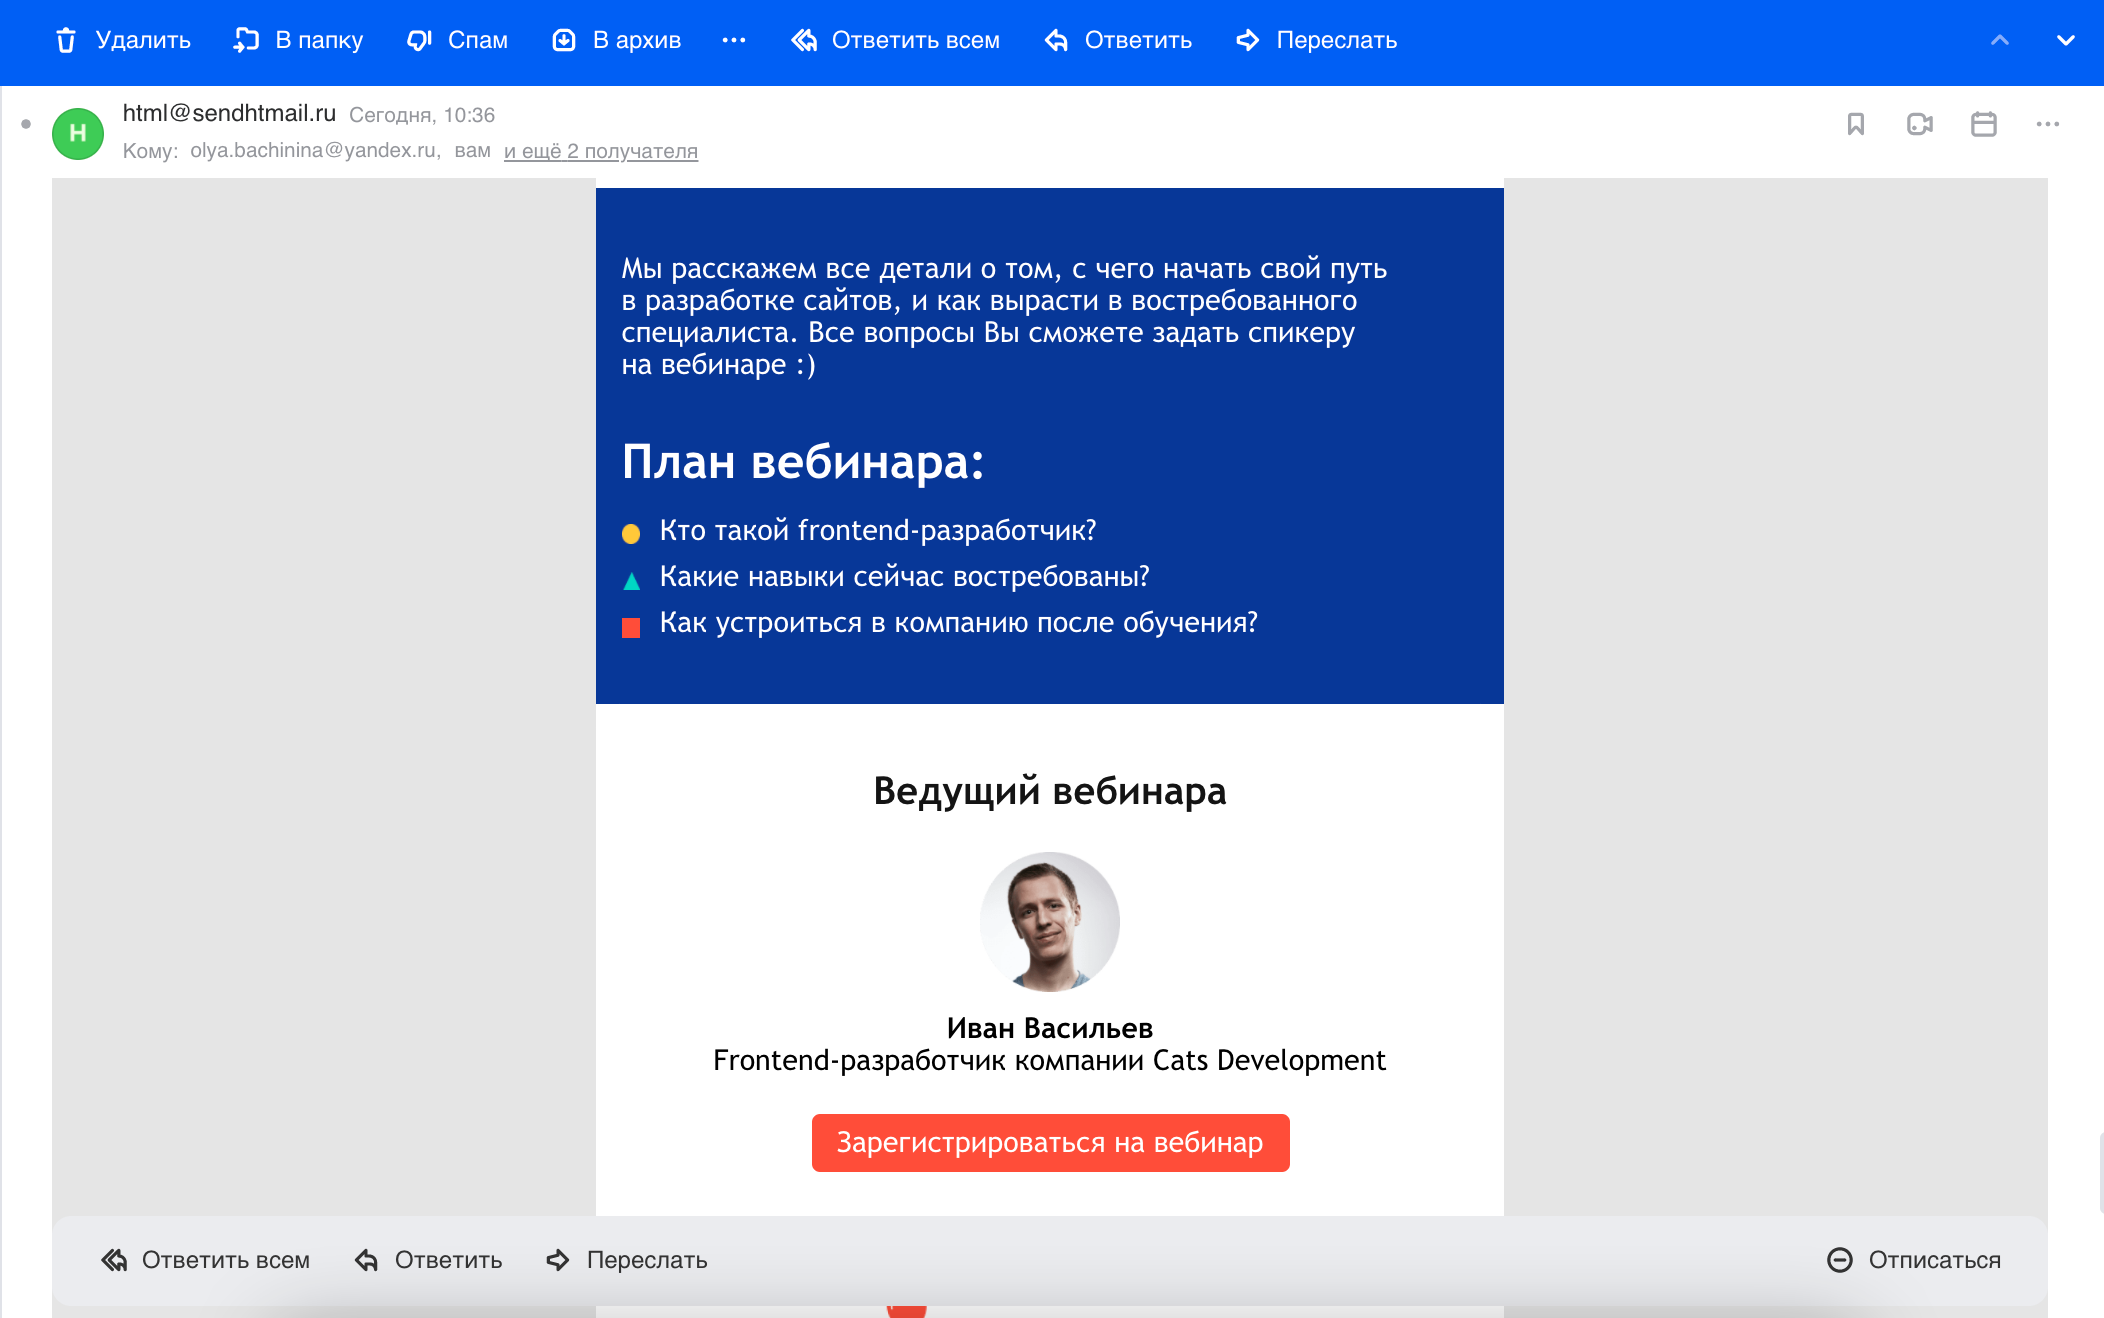 Удалить В папку Спам В архив Ответить всем Ответить Переслать
H
html@sendhtmail.ru Сегодня, 10:36
Кому: olya.bachinina@yandex.ru, вам и ещё 2 получателя
Мы расскажем все детали о том, с чего начать свой путь
в разработке сайтов, и как вырасти в востребованного
специалиста. Все вопросы Вы сможете задать спикеру
на вебинаре :)
План вебинара:
Кто такой frontend-разработчик?
Какие навыки сейчас востребованы?
Как устроиться в компанию после обучения?
Ведущий вебинара
Иван Васильев
Frontend-разработчик компании Cats Development
Зарегистрироваться на вебинар
Ответить всем Ответить Переслать Отписаться